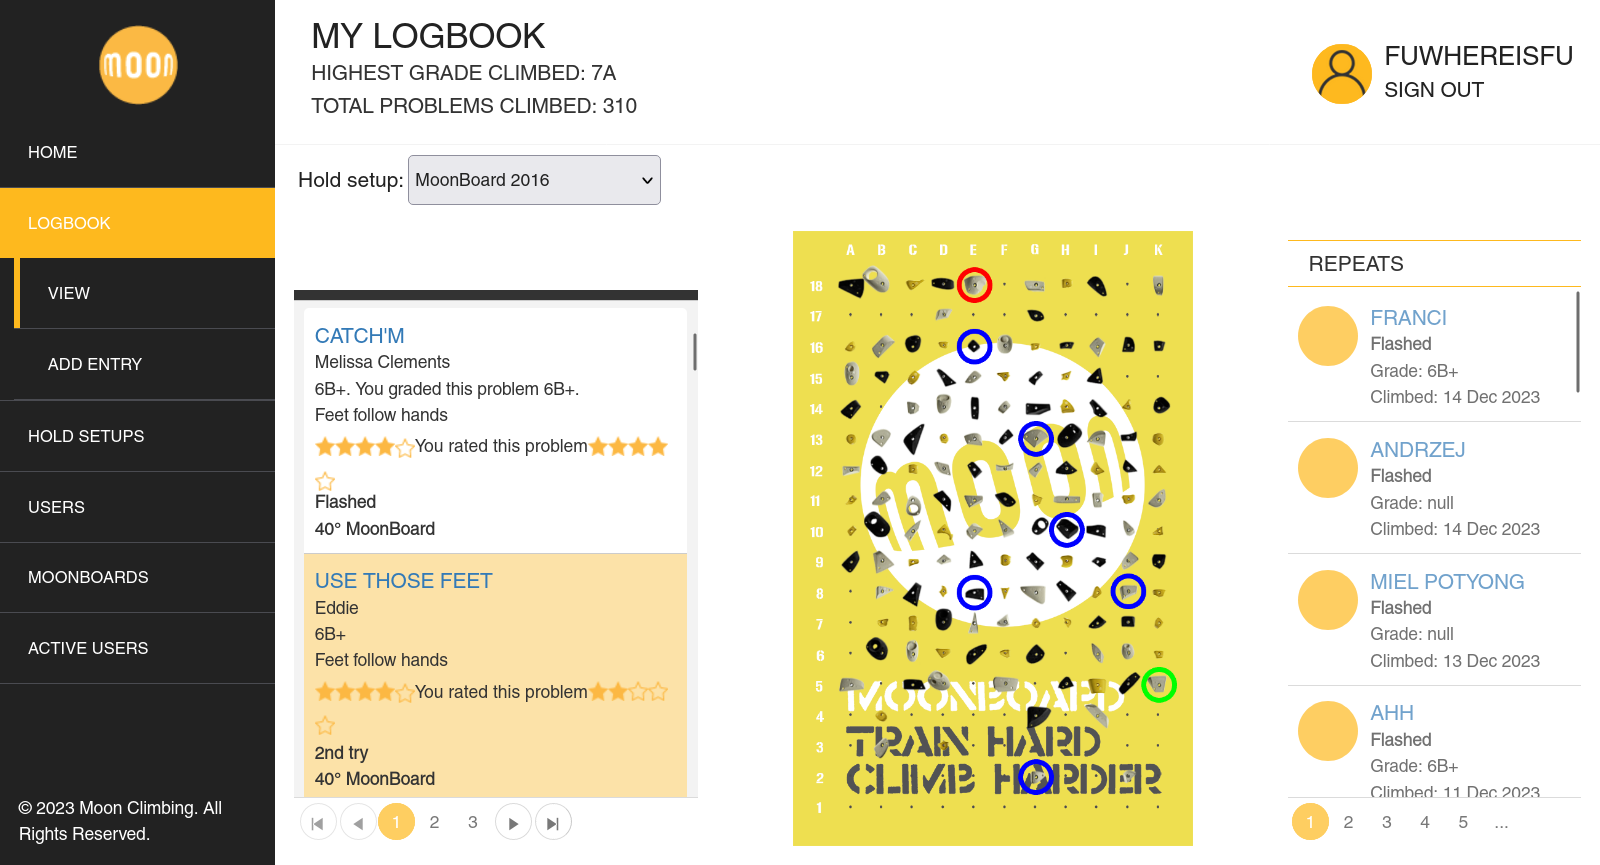 moon
HOME
LOGBOOK
VIEW
ADD ENTRY
HOLD SETUPS
USERS
MOONBOARDS
ACTIVE USERS
© 2023 Moon Climbing. All
Rights Reserved.
MY LOGBOOK
HIGHEST GRADE CLIMBED: 7A
TOTAL PROBLEMS CLIMBED: 310
FUWHEREISFU
SIGN OUT
Hold setup: MoonBoard 2016
CATCH'M
Melissa Clements
6B+. You graded this problem 6B+.
Feet follow hands
You rated this problem
Flashed
40° MoonBoard
USE THOSE FEET
Eddie
6B+
Feet follow hands
You rated this problem
2nd try
40° MoonBoard
1 2 3
A B C D E F G H I J K
18
17
16
15
14
13
12
11
10
9
8
7
6
5
4
3
2
1
moon
MOONBOARD
TRAIN HARD
CLIMB HARDER
REPEATS
FRANCI
Flashed
Grade: 6B+
Climbed: 14 Dec 2023
ANDRZEJ
Flashed
Grade: null
Climbed: 14 Dec 2023
MIEL POTYONG
Flashed
Grade: null
Climbed: 13 Dec 2023
AHH
Flashed
Grade: 6B+
Climbed: 11 Dec 2023
1 2 3 4 5 ...